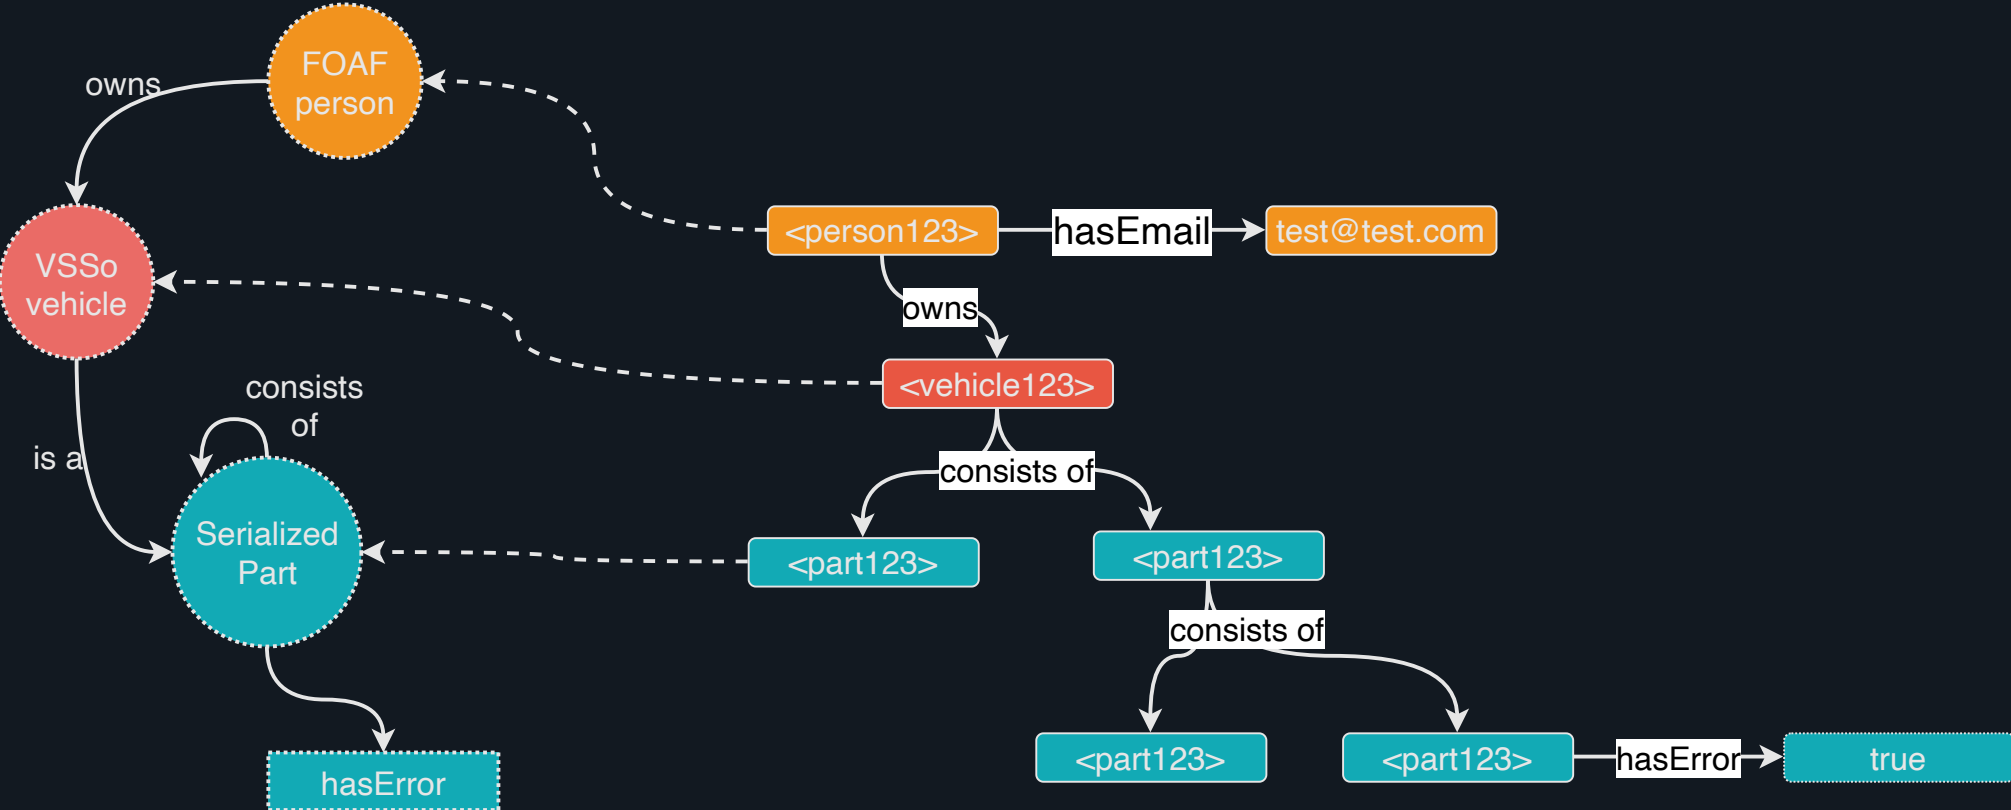 FOAF
person
owns
<person123>
hasEmail
test@test.com
VSSo
vehicle
owns
<vehicle123>
consists
of
is a
consists of
Serialized
Part
<part123>
<part123>
consists of
hasError
<part123>
<part123>
hasError
true